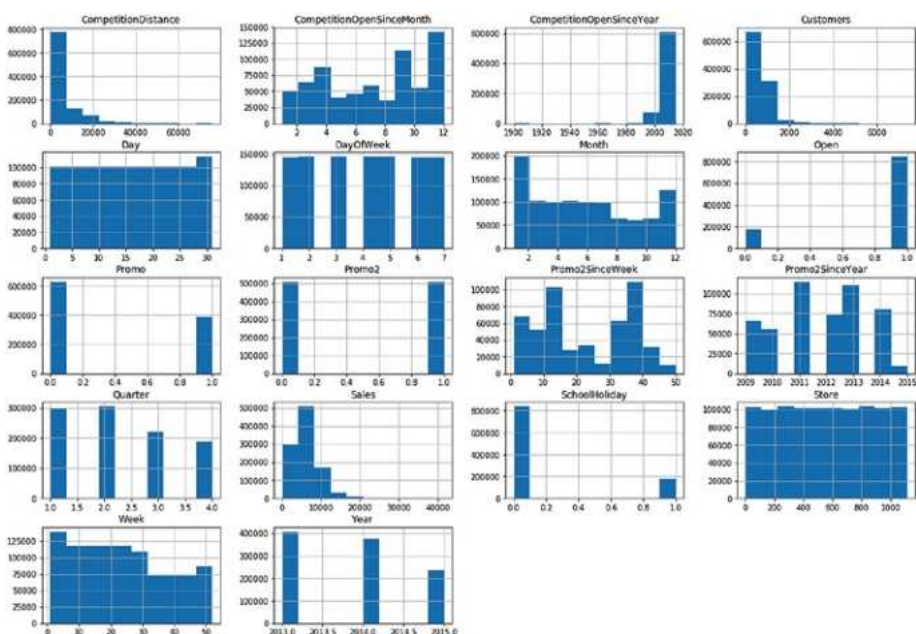 CompetitionDistance CompetitionOpenSinceMonth CompetitionOpenSinceYear Customers
800000 150000 600000 600000
600000 125000 400000 400000
400000 100000 200000 200000
200000 75000 0 0
0 50000
25000
0
0 20000 40000 60000 2 4 6 8 10 12 1900 1920 1940 1960 1980 2000 2020 0 2000 4000 6000
Day DayOfWeek Month Open
100000 150000 200000 800000
80000 100000 150000 600000
60000 50000 100000 400000
40000 0 50000 200000
20000 0 0
0
0 5 10 15 20 25 30 1 2 3 4 5 6 7 2 4 6 8 10 12 0.0 0.2 0.4 0.6 0.8 1.0
Promo Promo2 Promo2SinceWeek Promo2SinceYear
600000 500000 100000 100000
400000 400000 80000 75000
200000 300000 60000 50000
0 200000 40000 25000
100000 20000 0
0 0
0.0 0.2 0.4 0.6 0.8 1.0 0.0 0.2 0.4 0.6 0.8 1.0 0 10 20 30 40 50 2009 2010 2011 2012 2013 2014 2015
Quarter Sales SchoolHoliday Store
300000 500000 800000 100000
200000 400000 600000 80000
100000 300000 400000 60000
0 200000 200000 40000
100000 0 20000
0 0
1.0 1.5 2.0 2.5 3.0 3.5 4.0 0 10000 20000 30000 40000 0.0 0.2 0.4 0.6 0.8 1.0 0 200 400 600 800 1000
Week Year
125000 400000
100000 300000
75000 200000
50000 100000
25000 0
0
0 10 20 30 40 50 2013.0 2013.5 2014.0 2014.5 2015.0